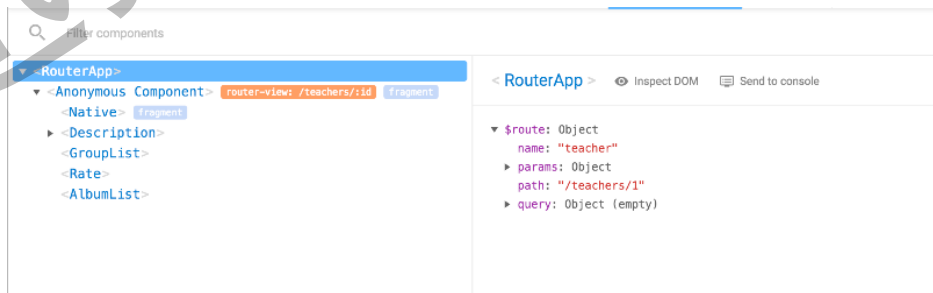 Filter components
▼ <RouterApp>
▼ <Anonymous Component> router-view: /teachers/:id fragment
<Native> fragment
▶ <Description>
<GroupList>
<Rate>
<AlbumList>
< RouterApp > Inspect DOM Send to console
▼ $route: Object
name: "teacher"
▶ params: Object
path: "/teachers/1"
▶ query: Object (empty)